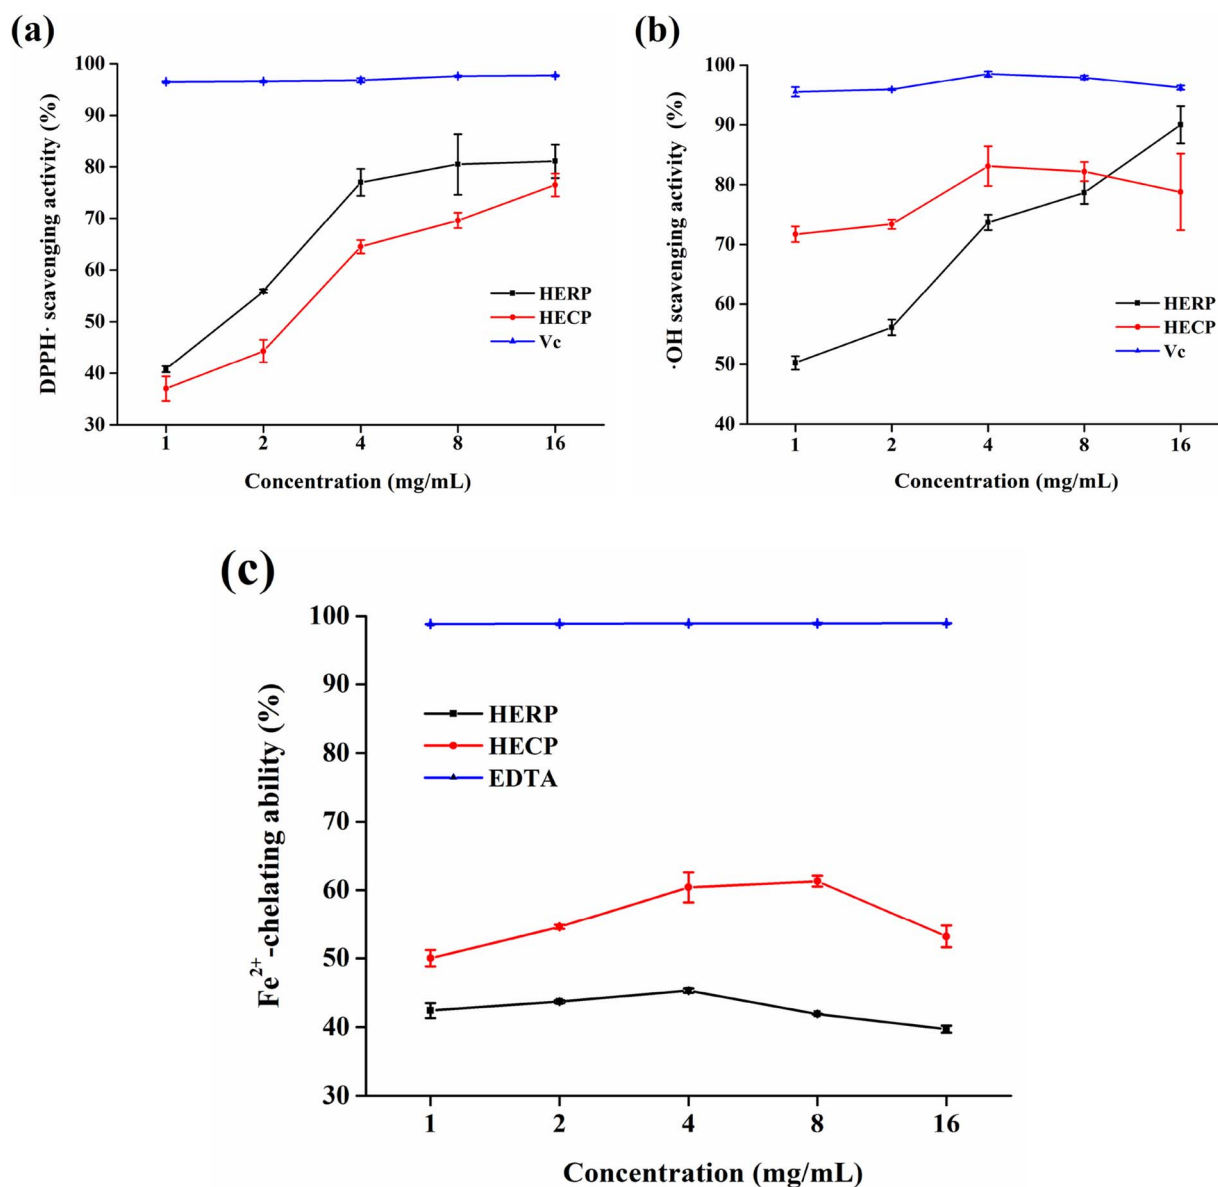 (a)
100
90
80
70
60
50
40
30
DPPH· scavenging activity (%)
HERP
HECP
Vc
1 2 4 8 16
Concentration (mg/mL)
(b)
100
90
80
70
60
50
40
·OH scavenging activity (%)
HERP
HECP
Vc
1 2 4 8 16
Concentration (mg/mL)
(c)
100
90
80
70
60
50
40
30
Fe²⁺-chelating ability (%)
HERP
HECP
EDTA
1 2 4 8 16
Concentration (mg/mL)